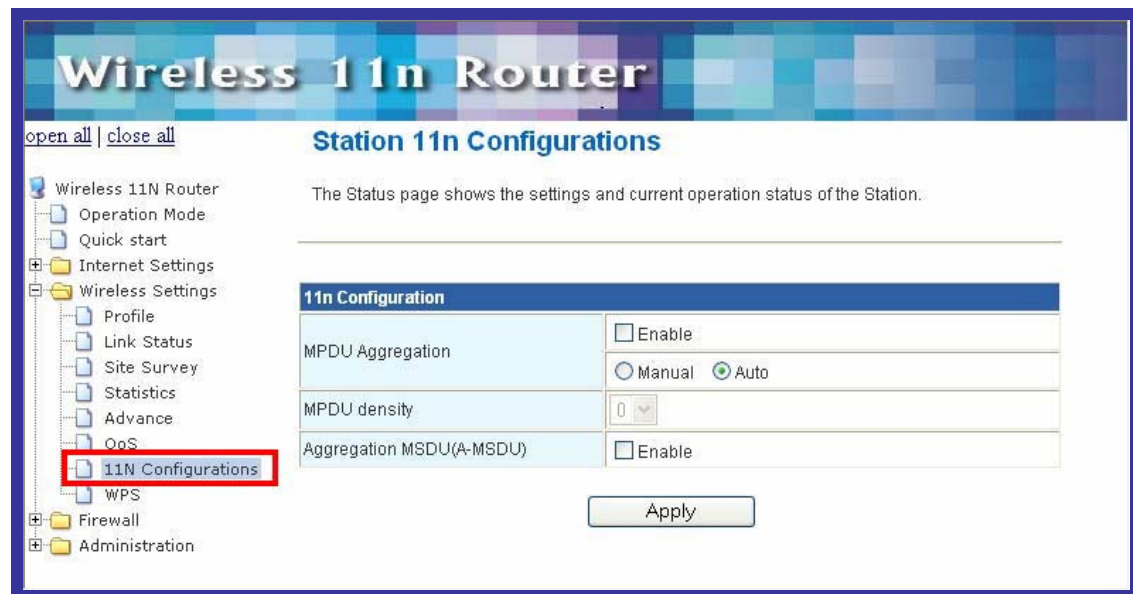 Wireless 11n Router
open all | close all
Wireless 11N Router
Operation Mode
Quick start
Internet Settings
Wireless Settings
Profile
Link Status
Site Survey
Statistics
Advance
QoS
11N Configurations
WPS
Firewall
Administration
Station 11n Configurations
The Status page shows the settings and current operation status of the Station.
11n Configuration
MPDU Aggregation
Enable
Manual Auto
MPDU density
0
Aggregation MSDU(A-MSDU)
Enable
Apply